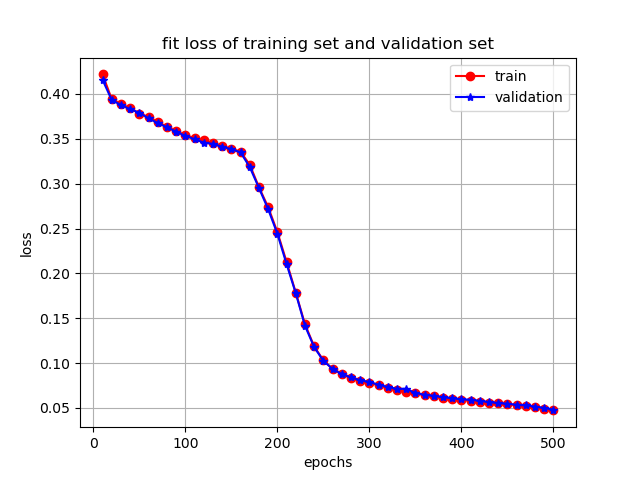 fit loss of training set and validation set
train
validation
0.40
0.35
0.30
0.25
0.20
0.15
0.10
0.05
loss
0 100 200 300 400 500
epochs